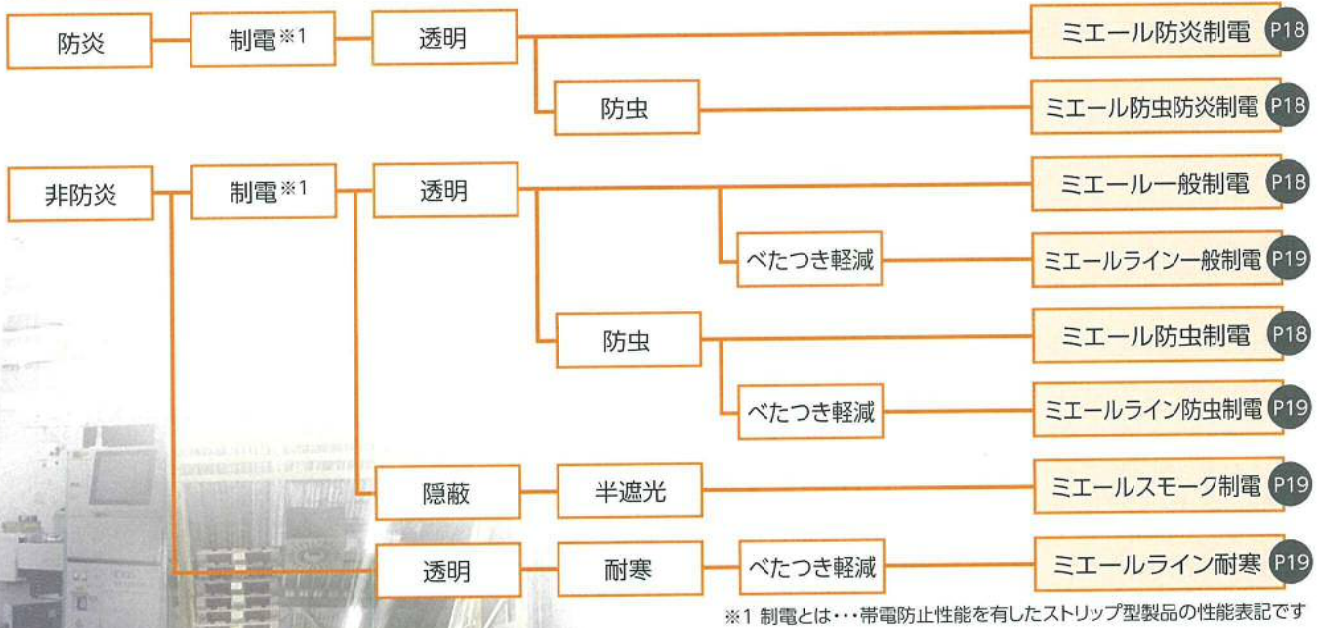 防炎 制電※1 透明 ミエール防炎制電 P18
防虫 ミエール防虫防炎制電 P18
非防炎 制電※1 透明 ミエール一般制電 P18
べたつき軽減 ミエールライン一般制電 P19
防虫 ミエール防虫制電 P18
べたつき軽減 ミエールライン防虫制電 P19
隠蔽 半遮光 ミエールスモーク制電 P19
透明 耐寒 べたつき軽減 ミエールライン耐寒 P19
※1 制電とは・・・帯電防止性能を有したストリップ型製品の性能表記です